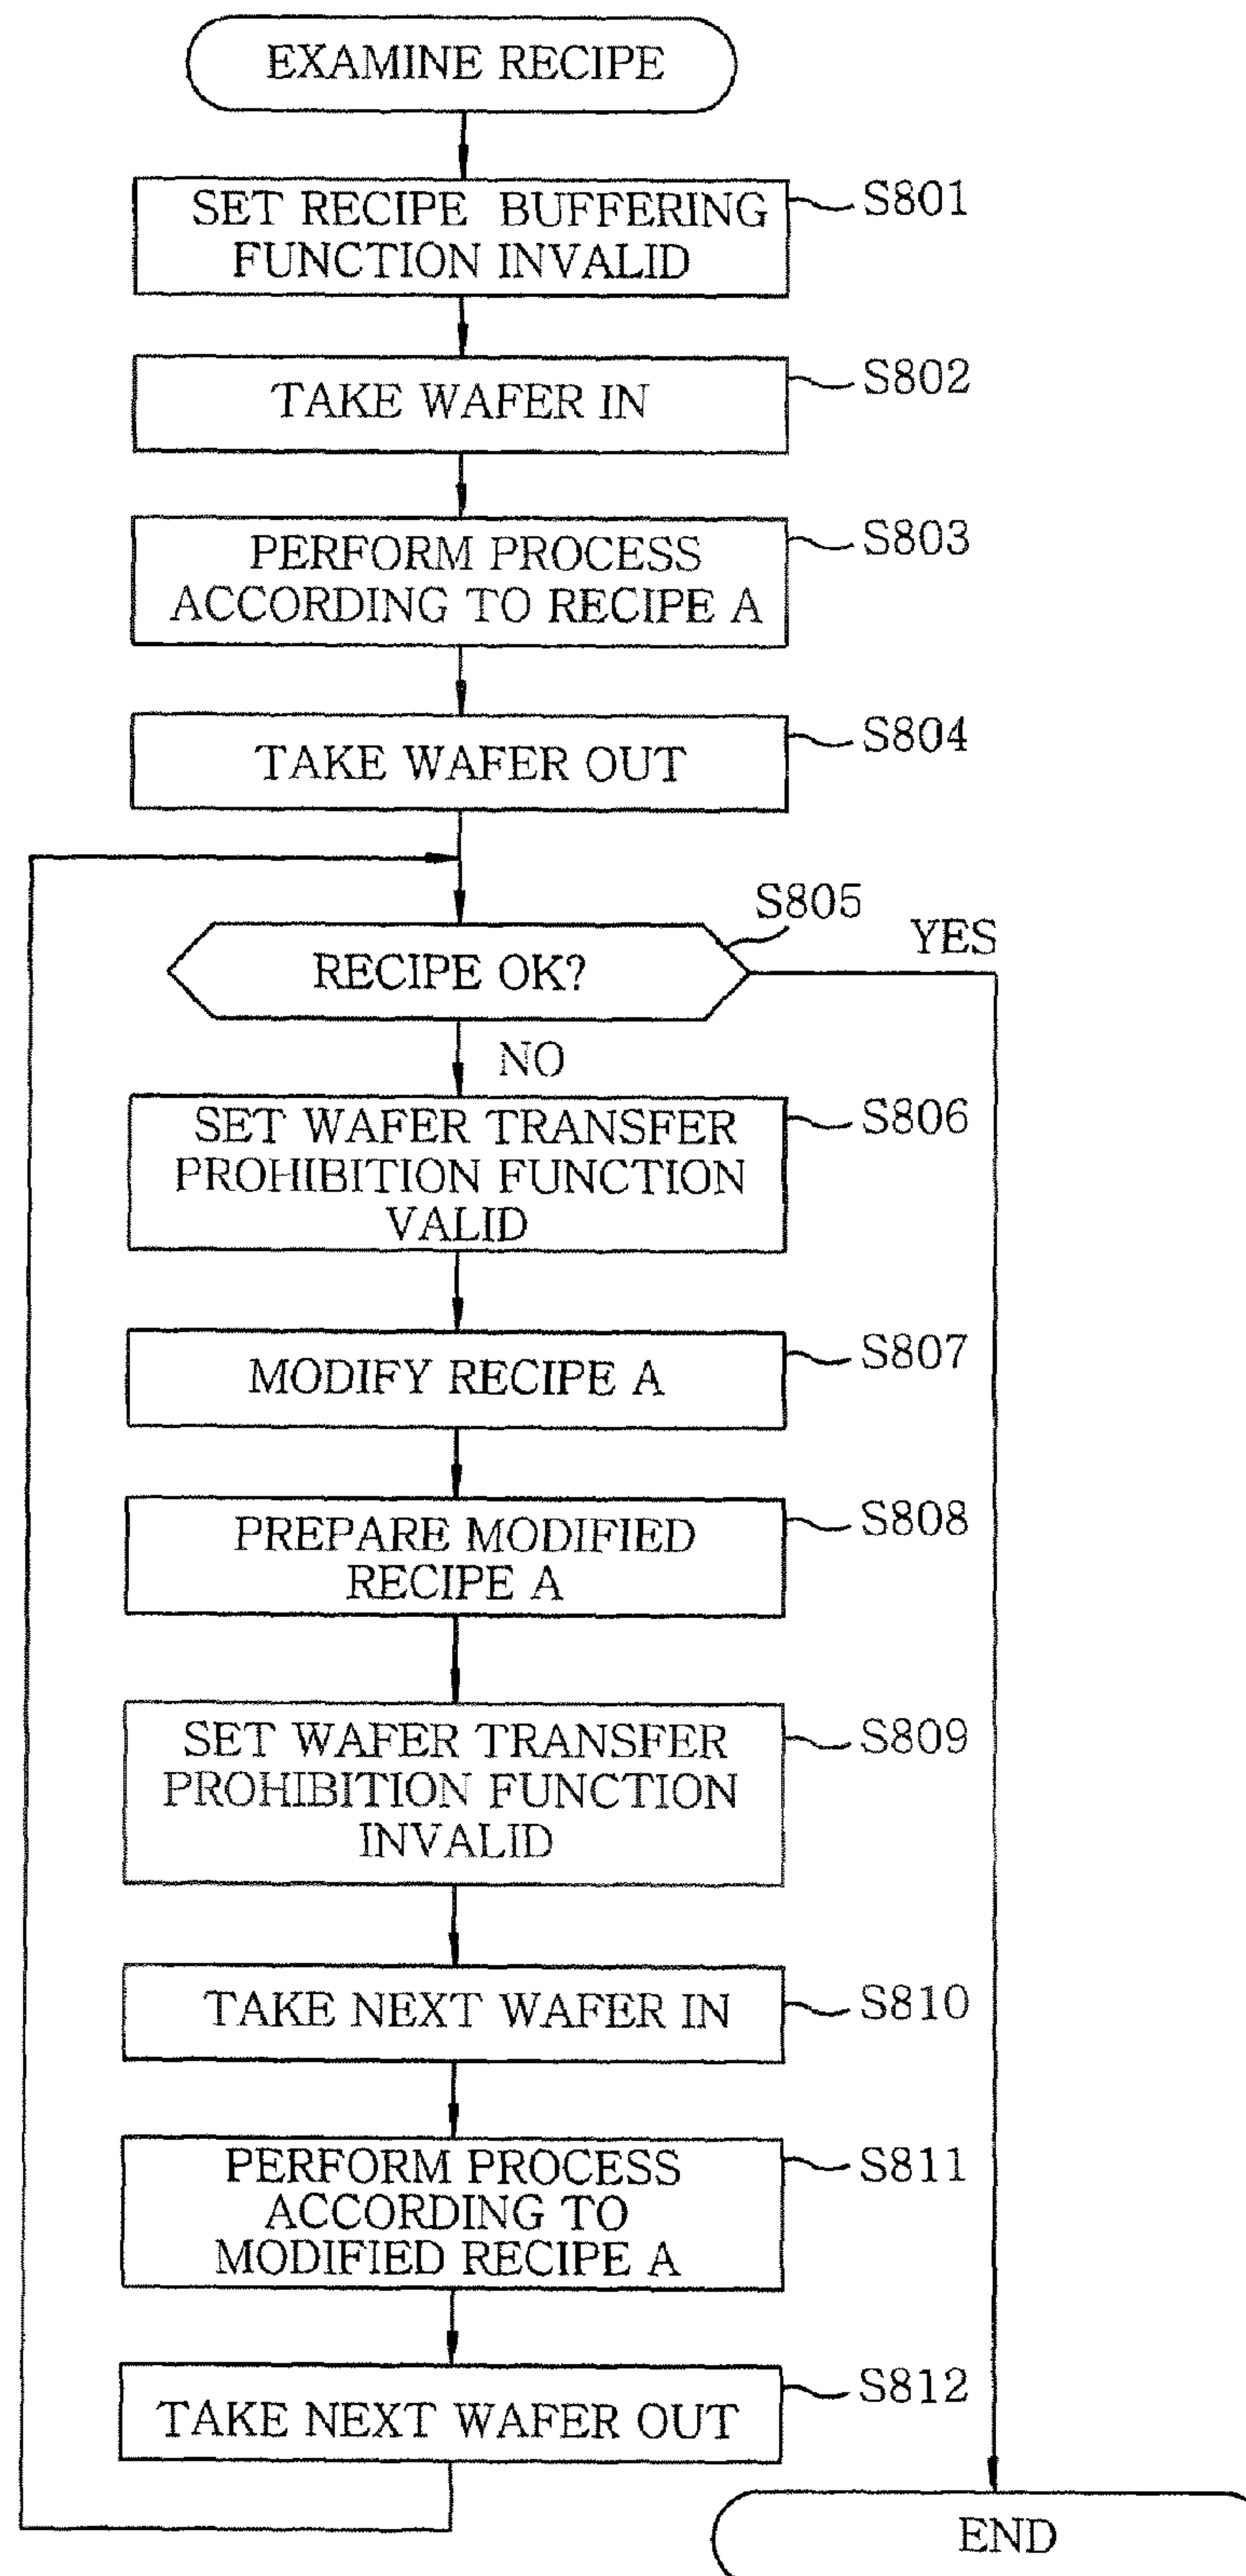 EXAMINE RECIPE
SET RECIPE BUFFERING
FUNCTION INVALID
S801
TAKE WAFER IN
S802
PERFORM PROCESS
ACCORDING TO RECIPE A
S803
TAKE WAFER OUT
S804
RECIPE OK?
S805
YES
NO
SET WAFER TRANSFER
PROHIBITION FUNCTION
VALID
S806
MODIFY RECIPE A
S807
PREPARE MODIFIED
RECIPE A
S808
SET WAFER TRANSFER
PROHIBITION FUNCTION
INVALID
S809
TAKE NEXT WAFER IN
S810
PERFORM PROCESS
ACCORDING TO
MODIFIED RECIPE A
S811
TAKE NEXT WAFER OUT
S812
END